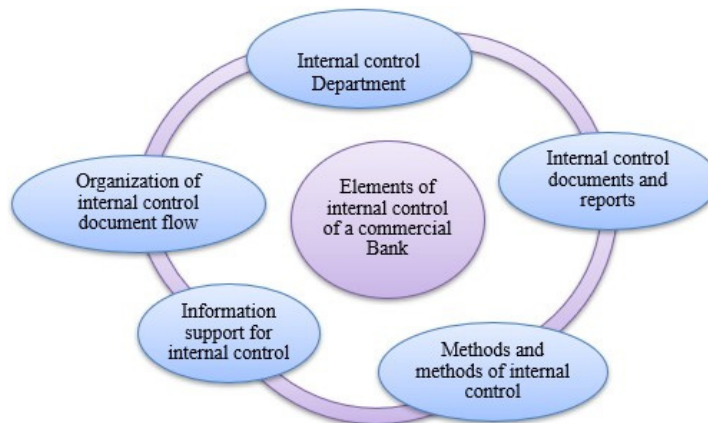 Internal control
Department
Internal control
documents and
reports
Methods and
methods of internal
control
Information
support for
internal control
Organization of
internal control
document flow
Elements of
internal control
of a commercial
Bank